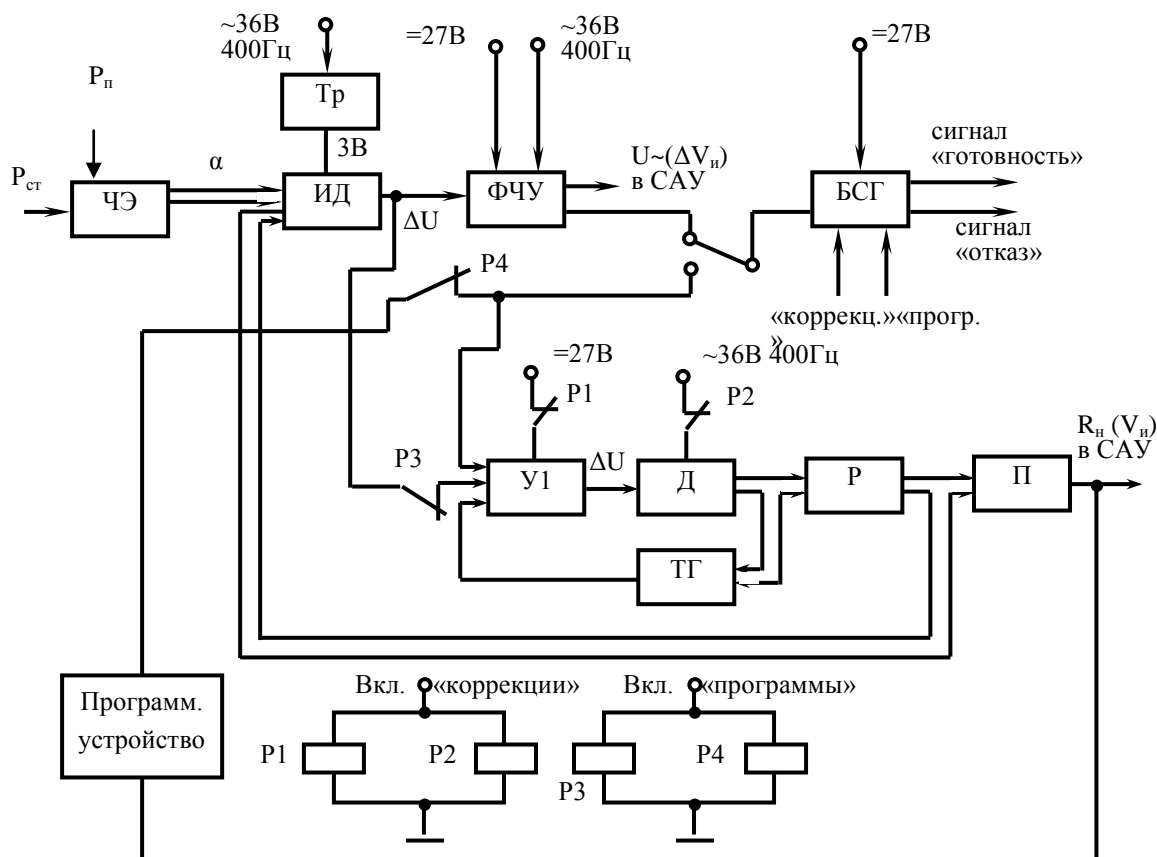 ~36В
400Гц
=27В
~36В
400Гц
=27В
Pп
Тр
3В
Pст
ЧЭ
α
ИД
ΔU
ФЧУ
U~(ΔVи)
в САУ
БСГ
сигнал
«готовность»
сигнал
«отказ»
Р4
«коррекц.»
«прогр.
»
=27В
Р1
~36В 400Гц
Р2
Р3
У1
ΔU
Д
Р
П
Rн (Vи)
в САУ
ТГ
Программ.
устройство
Вкл. «коррекции»
Р1
Р2
Вкл. «программы»
Р3
Р4